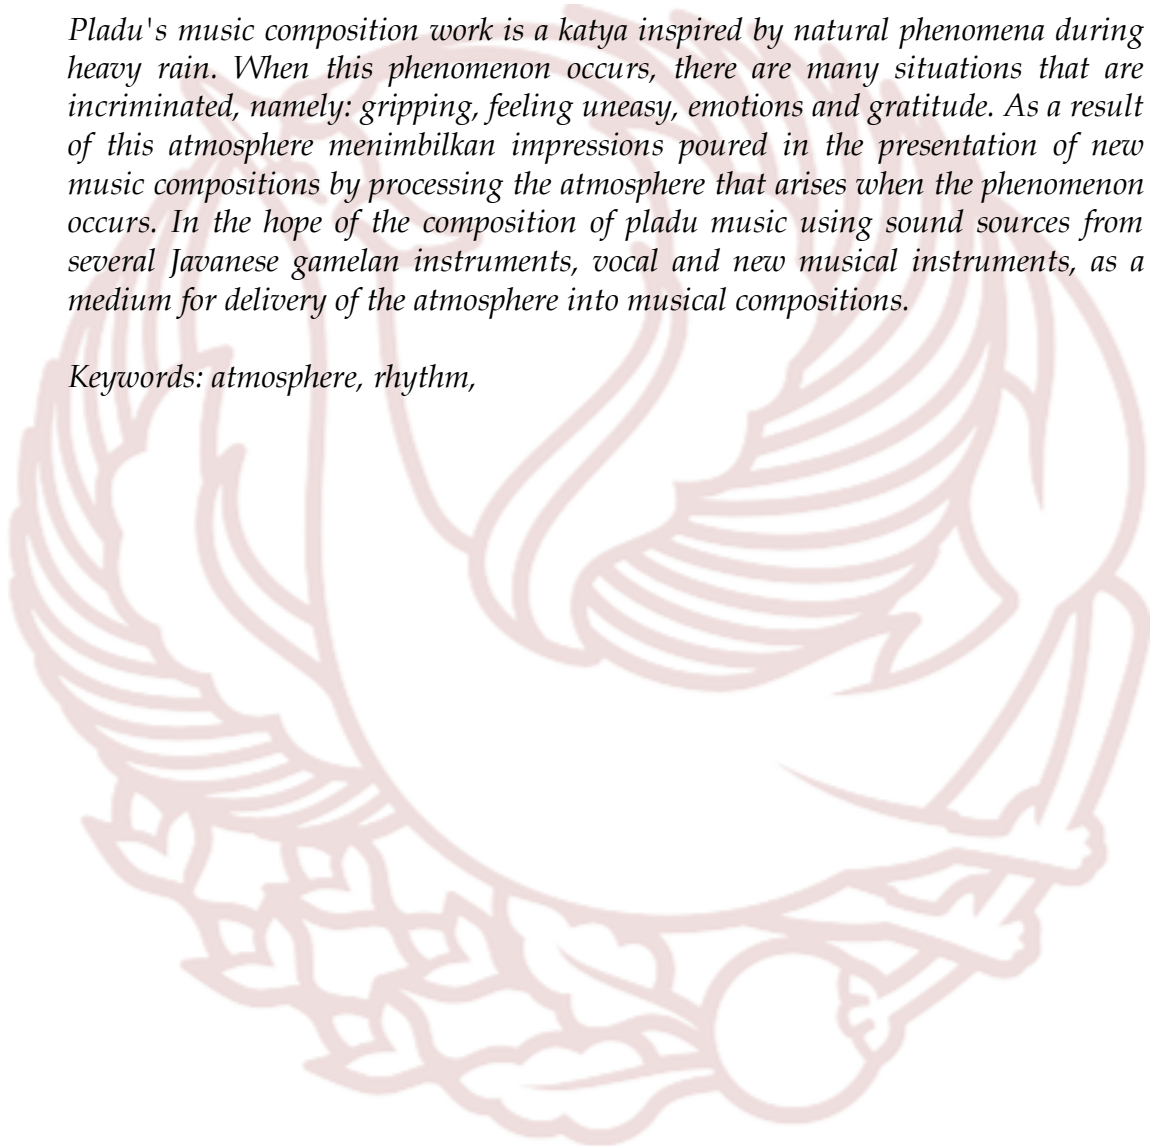 Pladu's music composition work is a katya inspired by natural phenomena during
heavy rain. When this phenomenon occurs, there are many situations that are
incriminated, namely: gripping, feeling uneasy, emotions and gratitude. As a result
of this atmosphere menimbilkan impressions poured in the presentation of new
music compositions by processing the atmosphere that arises when the phenomenon
occurs. In the hope of the composition of pladu music using sound sources from
several Javanese gamelan instruments, vocal and new musical instruments, as a
medium for delivery of the atmosphere into musical compositions.
Keywords: atmosphere, rhythm,